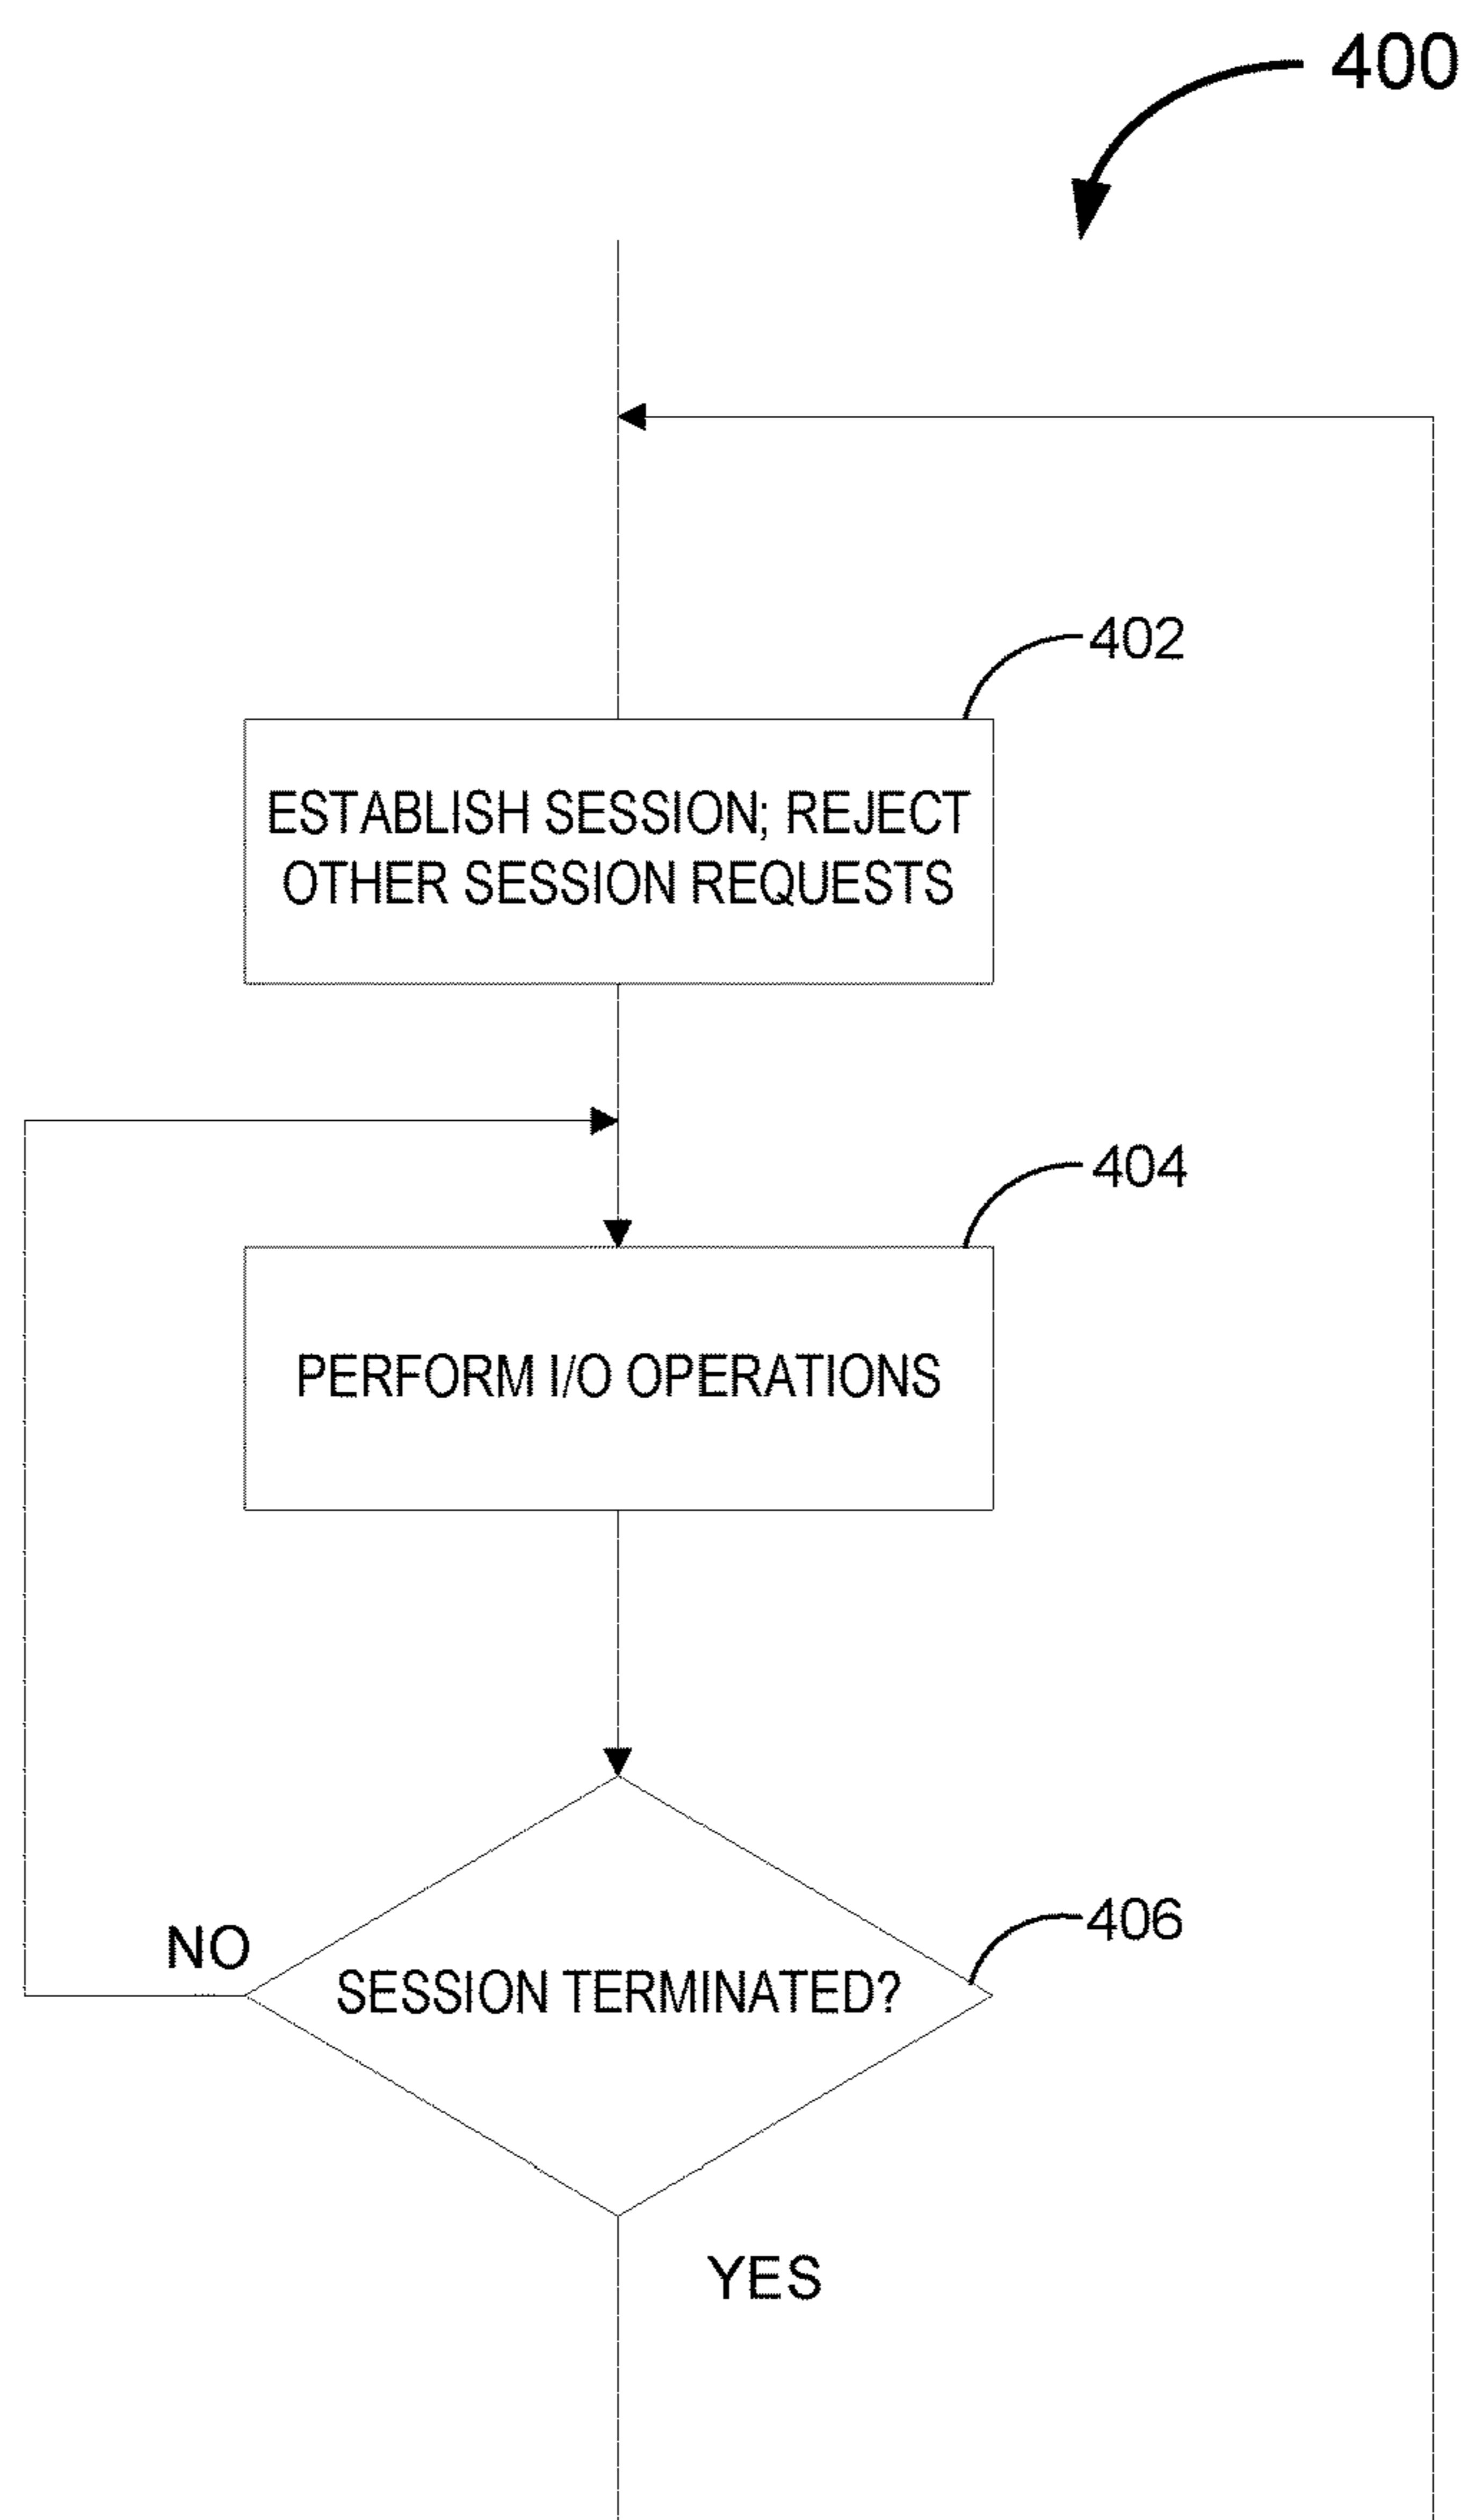 400
402
ESTABLISH SESSION; REJECT
OTHER SESSION REQUESTS
404
PERFORM I/O OPERATIONS
406
NO
SESSION TERMINATED?
YES